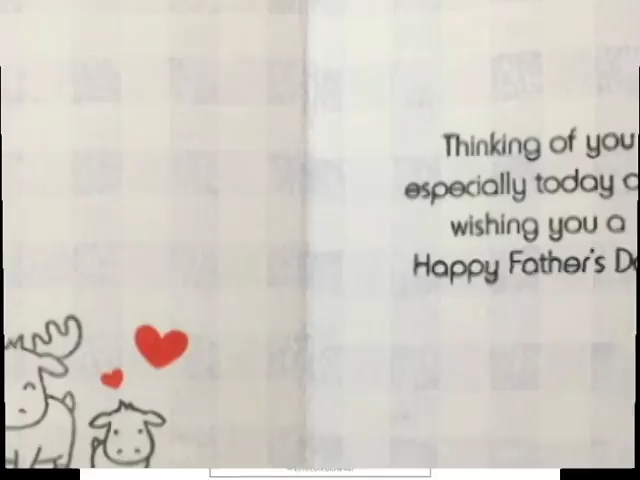 Thinking of you
especially today
wishing you a
Happy Father's